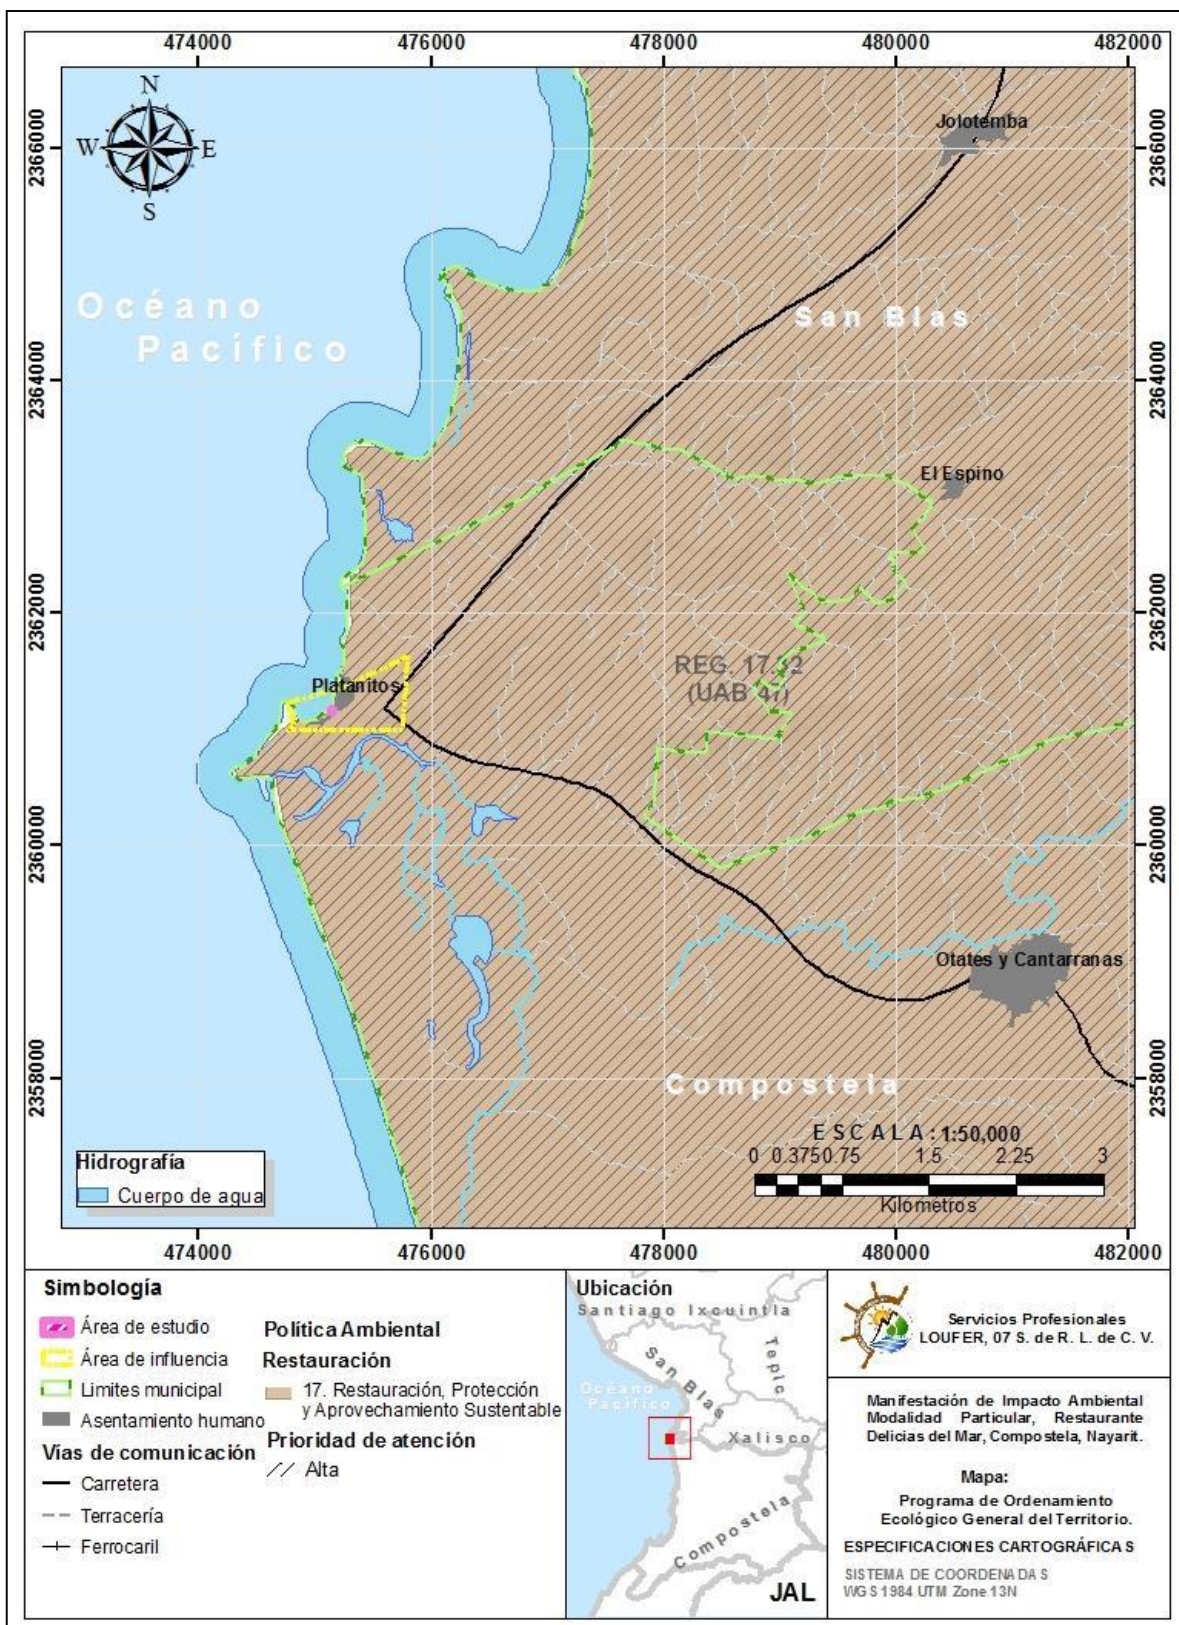 474000 476000 478000 480000 482000
N
W E
S
2366000 2366000
Jolotemba
Océano
Pacífico
San Blas
2364000 2364000
El Espino
2362000 2362000
REG. 17.32
(UAB 47)
Platanitos
2360000 2360000
Otates y Cantarranas
2358000 2358000
Compostela
ESCALA: 1:50,000
0 0.375 0.75 1.5 2.25 3
Kilómetros
Hidrografía
Cuerpo de agua
474000 476000 478000 480000 482000
Simbología
Área de estudio
Área de influencia
Limites municipal
Asentamiento humano
Vías de comunicación
Carretera
Terracería
Ferrocaril
Política Ambiental
Restauración
17. Restauración, Protección
y Aprovechamiento Sustentable
Prioridad de atención
Alta
Ubicación
Santiago Ixcuintla
Tepic
San Blas
Océano
Pacífico
Xalisco
Compostela
JAL
Servicios Profesionales
LOUFER, 07 S. de R. L. de C. V.
Manifestación de Impacto Ambiental
Modalidad Particular, Restaurante
Delicias del Mar, Compostela, Nayarit.
Mapa:
Programa de Ordenamiento
Ecológico General del Territorio.
ESPECIFICACIONES CARTOGRÁFICAS
SISTEMA DE COORDENADAS
WGS 1984 UTM Zone 13N